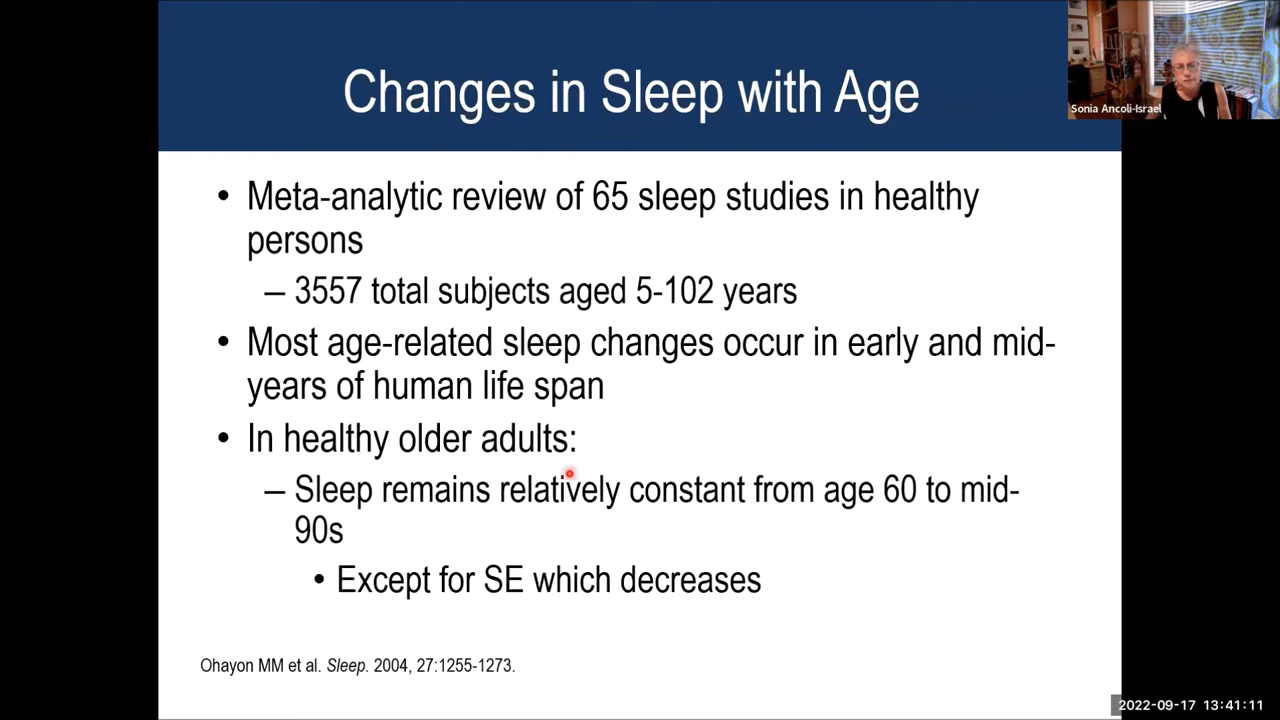 Changes in Sleep with Age
Sonia Ancoli-Israel
• Meta-analytic review of 65 sleep studies in healthy
persons
– 3557 total subjects aged 5-102 years
• Most age-related sleep changes occur in early and mid-
years of human life span
• In healthy older adults:
– Sleep remains relatively constant from age 60 to mid-
90s
• Except for SE which decreases
Ohayon MM et al. Sleep. 2004, 27:1255-1273.
2022-09-17 13:41:11